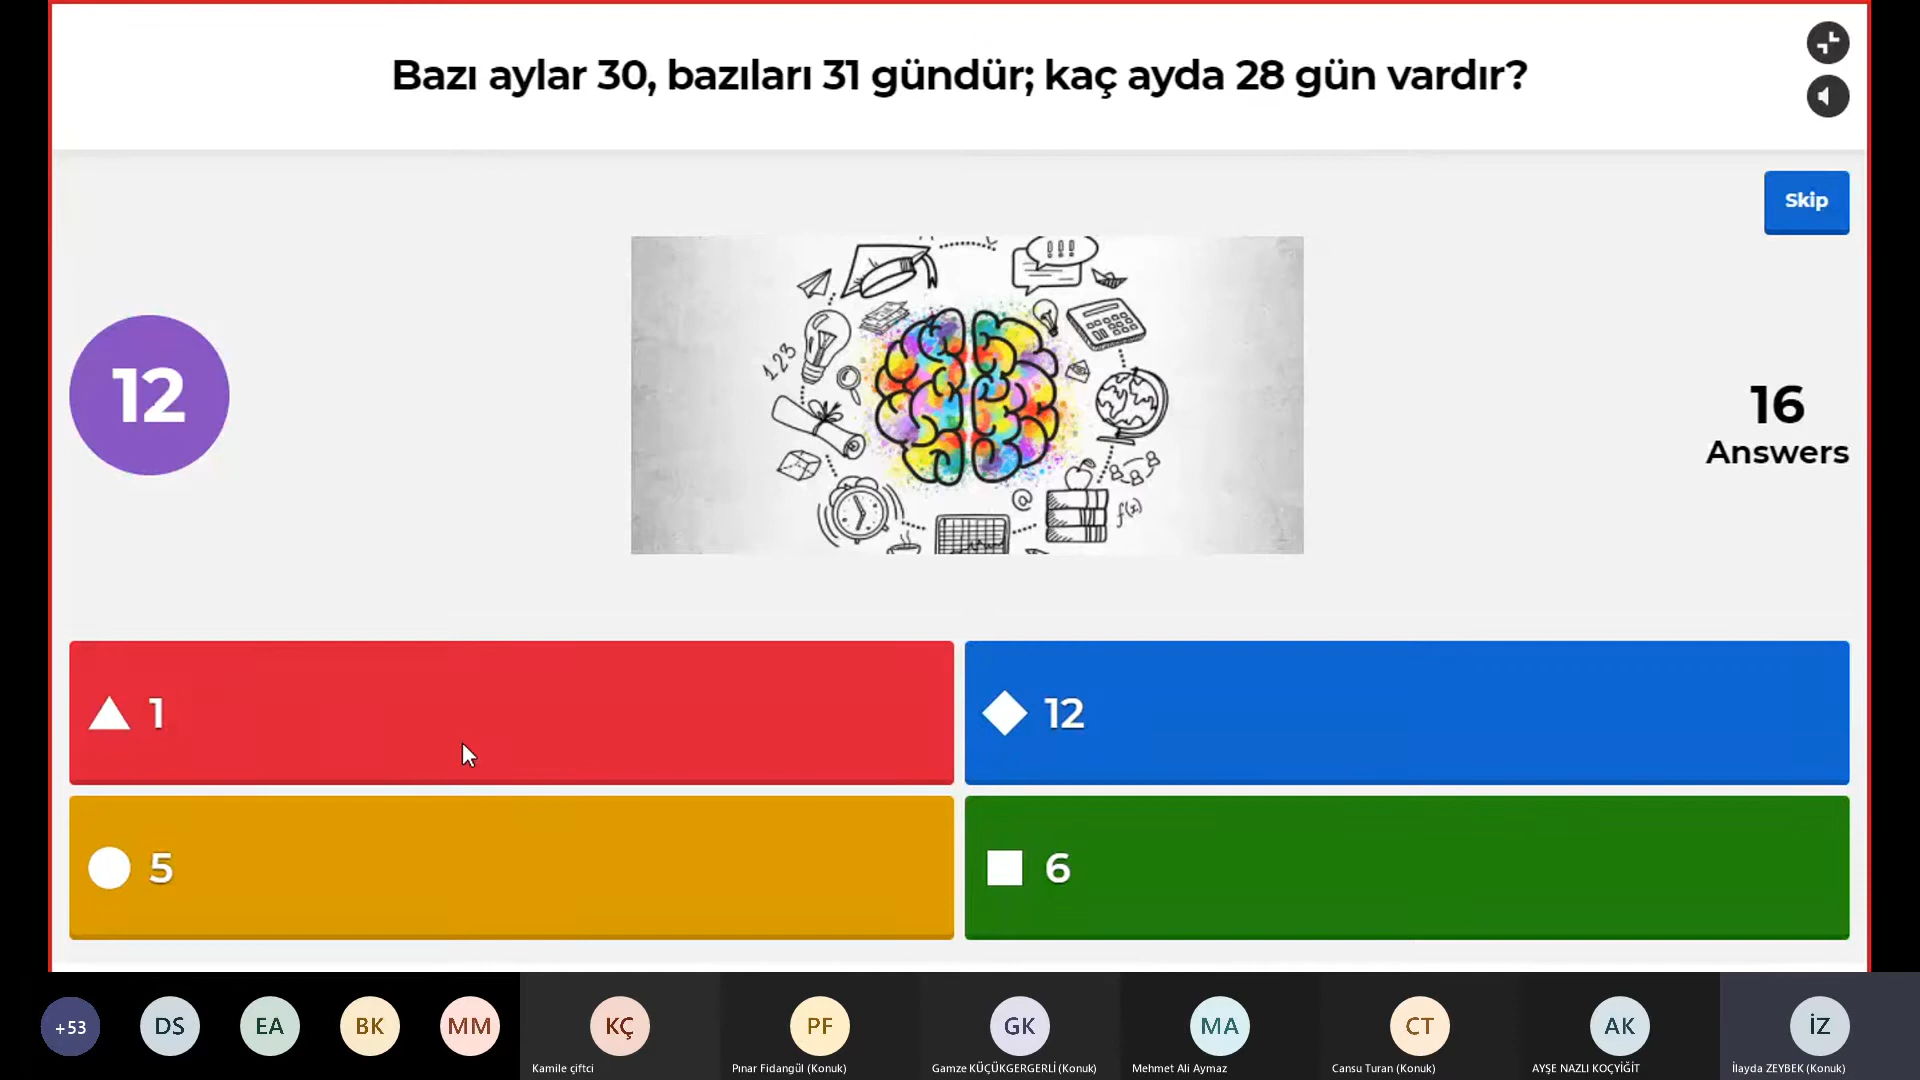 Bazı aylar 30, bazıları 31 gündür; kaç ayda 28 gün vardır?
Skip
12
123
@
f(x)
16
Answers
1
12
5
6
+53
DS
EA
BK
MM
KÇ
PF
GK
MA
CT
AK
İZ
Kamile çiftci
Pınar Fidangül (Konuk)
Gamze KÜÇÜKGERGERLİ (Konuk)
Mehmet Ali Aymaz
Cansu Turan (Konuk)
AYŞE NAZLI KOÇYİĞİT
İlayda ZEYBEK (Konuk)